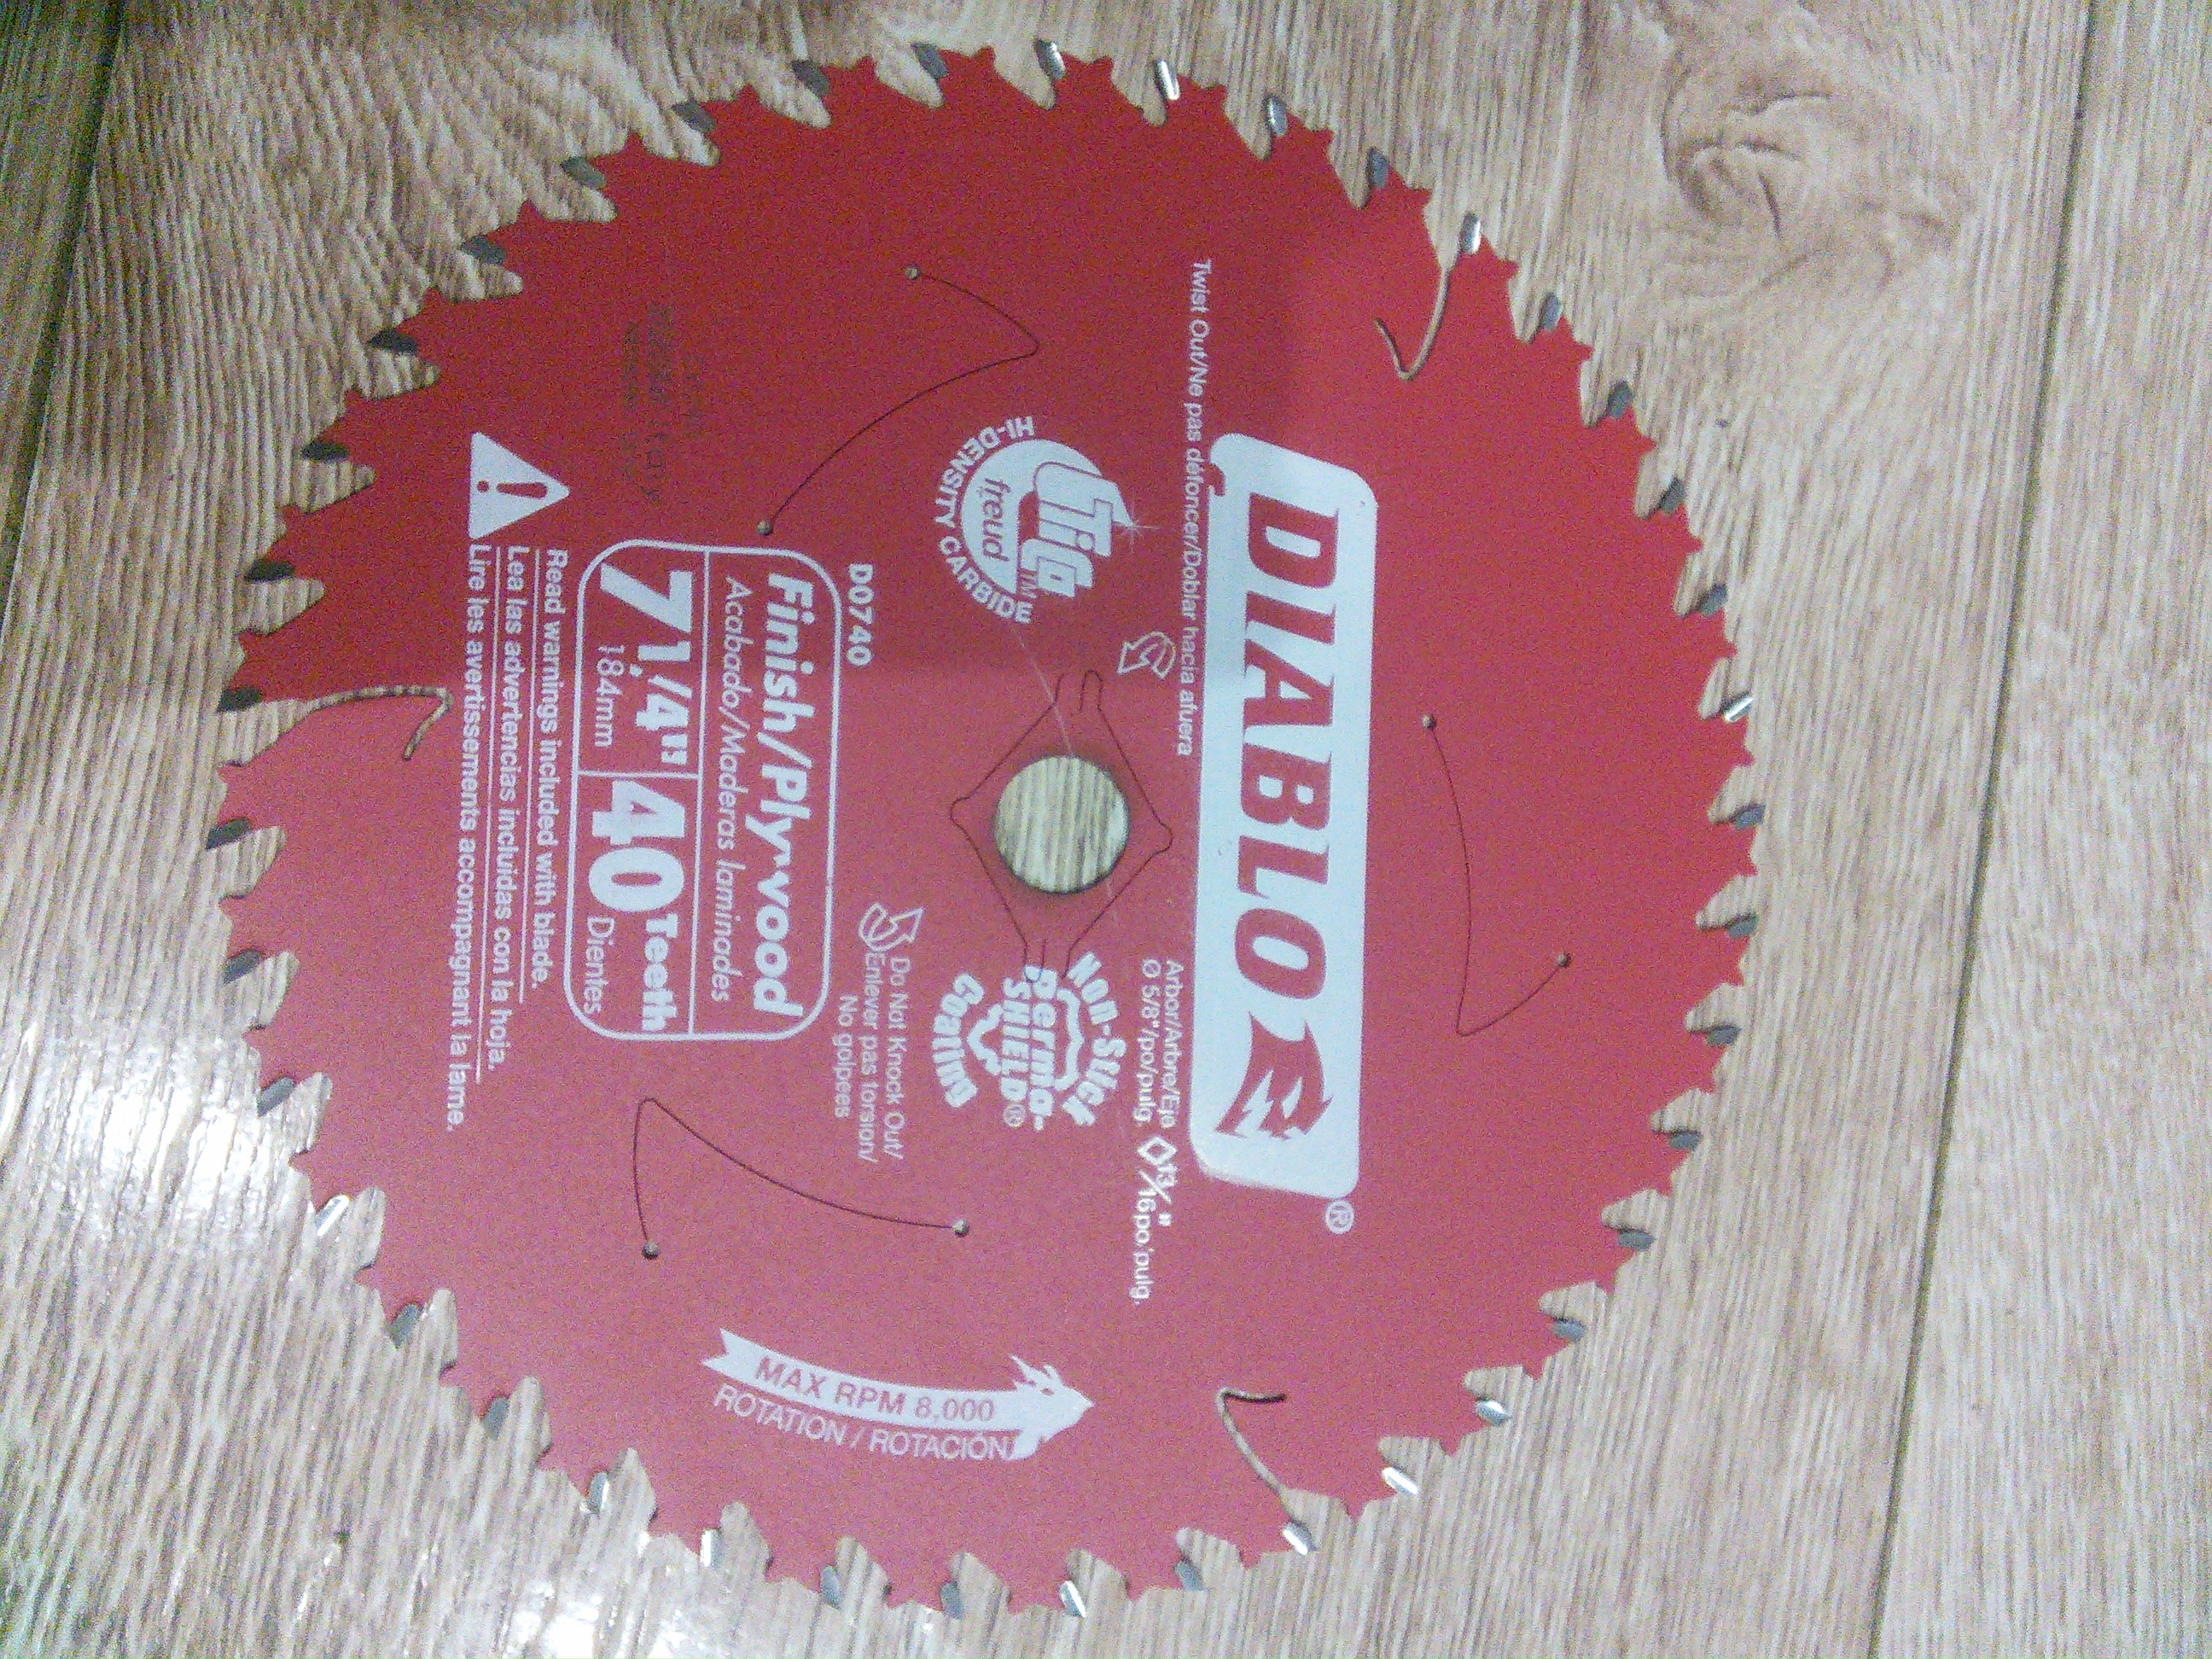 DIABLO®
Twist Out/Ne pas défoncer/Doblar hacia afuera
Arbor/Arbre/Eje
Ø 5/8"/po/pulg. ◇13/16"po/pulg.
HI-DENSITY CARBIDE
TiCo™
freud
Non-Stick
Perma-
SHIELD®
Coating
Do Not Knock Out/
Enlever pas torsion/
No golpees
D0740
Finish/Plywood
Acabado/Maderas laminades
7 1/4"
184mm
40 Teeth
Dientes
Read warnings included with blade.
Lea las advertencias incluidas con la hoja.
Lire les avertissements accompagnant la lame.
MAX RPM 8,000
ROTATION / ROTACIÓN